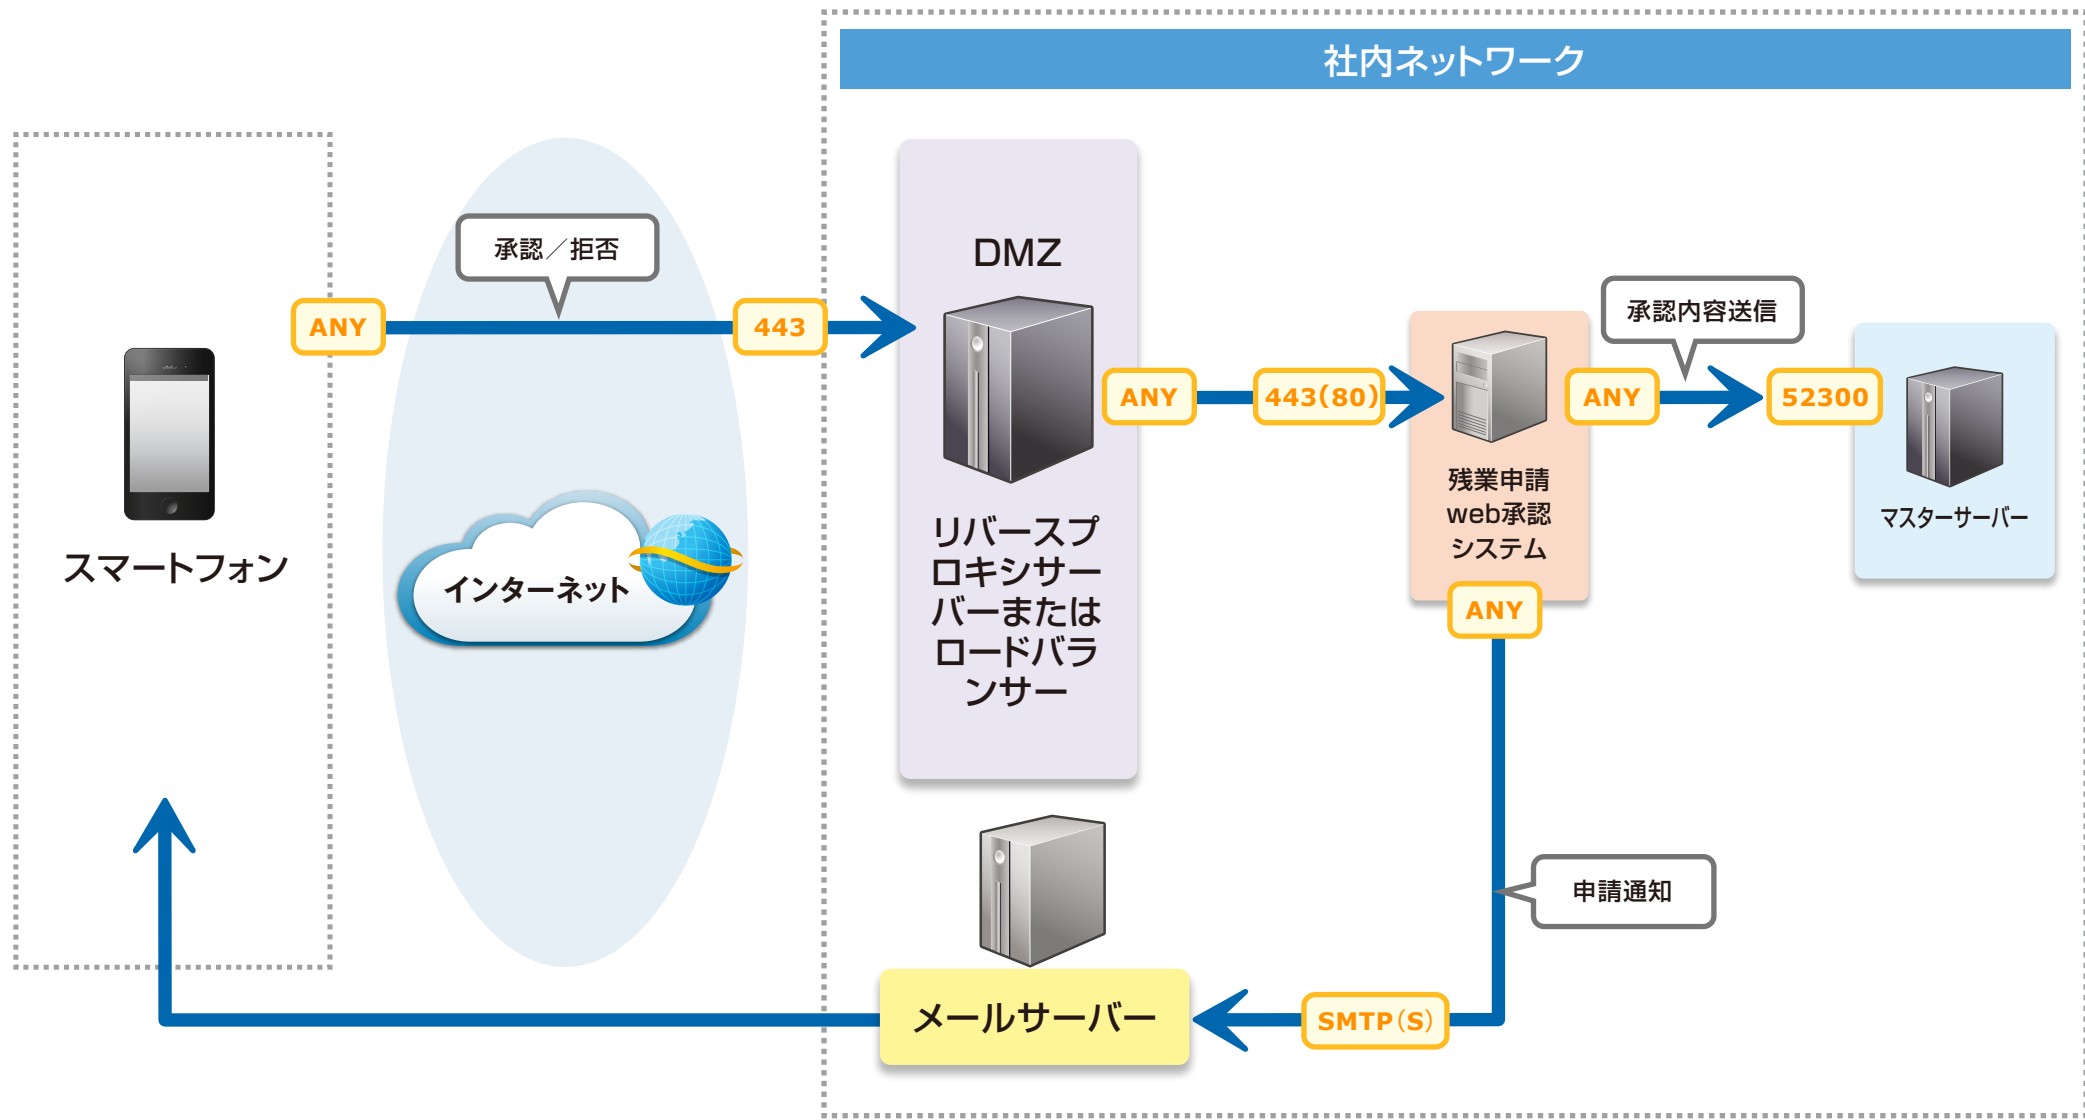 社内ネットワーク
承認／拒否
ANY
443
DMZ
リバースプ
ロキシサー
バーまたは
ロードバラ
ンサー
スマートフォン
インターネット
ANY
443(80)
残業申請
web承認
システム
ANY
承認内容送信
52300
マスターサーバー
ANY
申請通知
SMTP(S)
メールサーバー